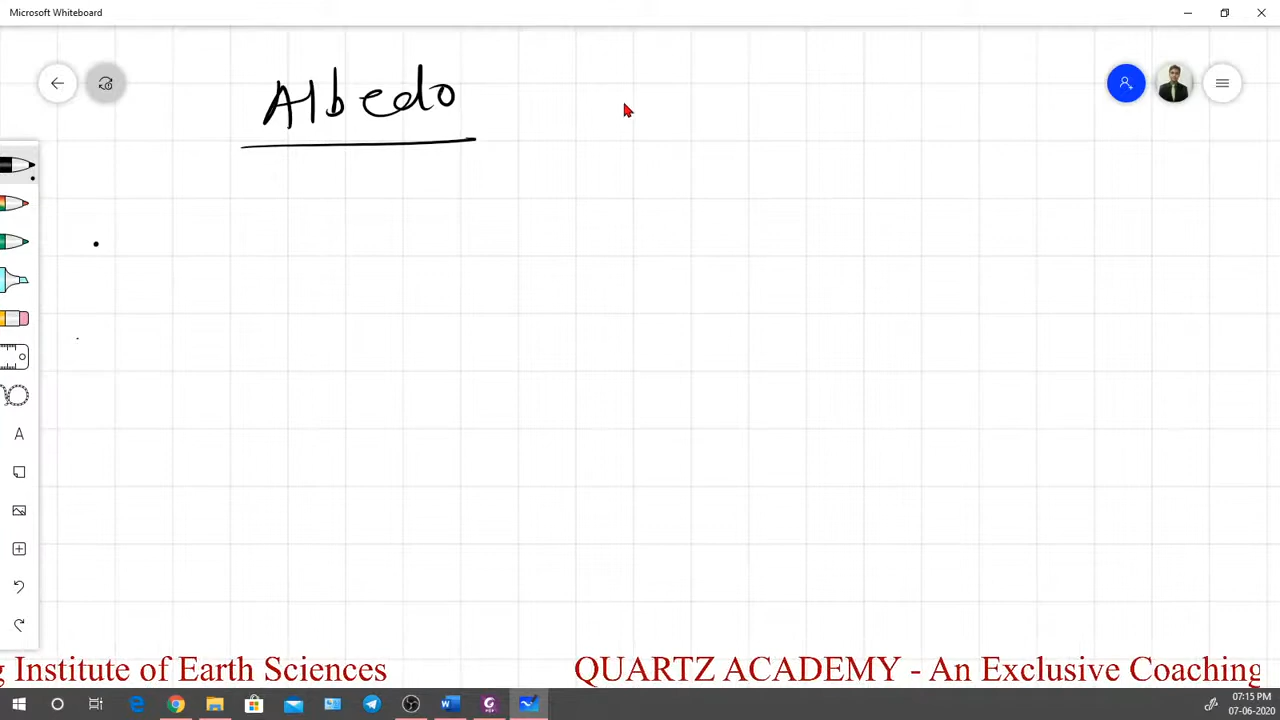 Microsoft Whiteboard
Albedo
A
g Institute of Earth Sciences QUARTZ ACADEMY - An Exclusive Coaching
07:15 PM
07-06-2020